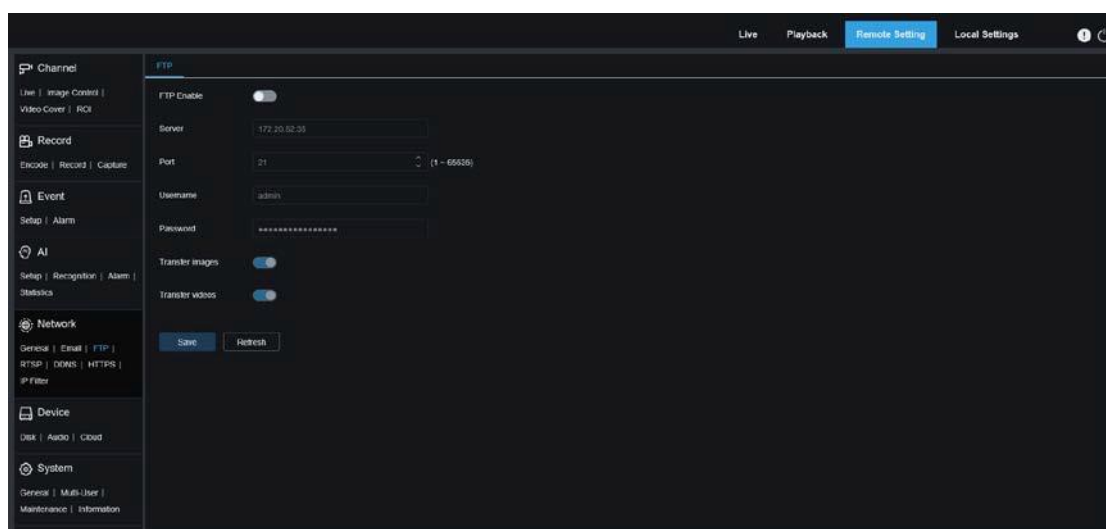 Live Playback Remote Setting Local Settings
Channel
Live | Image Control |
Video Cover | ROI
Record
Encode | Record | Capture
Event
Setup | Alarm
AI
Setup | Recognition | Alarm |
Statistics
Network
General | Email | FTP |
RTSP | DDNS | HTTPS |
IP Filter
Device
Disk | Audio | Cloud
System
General | Multi-User |
Maintenance | Information
FTP
FTP Enable
Server 172.20.52.35
Port 21 (1 ~ 65535)
Username admin
Password ****************
Transfer images
Transfer videos
Save Refresh